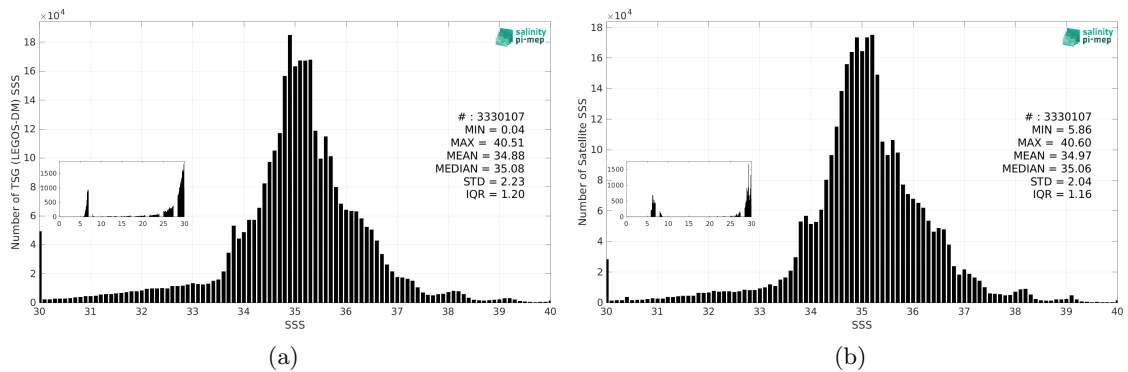 ×10⁴
Number of TSG (LEGOS-DM) SSS
18
16
14
12
10
8
6
4
2
0
30 31 32 33 34 35 36 37 38 39 40
SSS
salinity
pi-mep
# : 3330107
MIN = 0.04
MAX = 40.51
MEAN = 34.88
MEDIAN = 35.08
STD = 2.23
IQR = 1.20
1500
1000
500
0
0 5 10 15 20 25 30
(a)
×10⁴
Number of Satellite SSS
18
16
14
12
10
8
6
4
2
0
30 31 32 33 34 35 36 37 38 39 40
SSS
salinity
pi-mep
# : 3330107
MIN = 5.86
MAX = 40.60
MEAN = 34.97
MEDIAN = 35.06
STD = 2.04
IQR = 1.16
1500
1000
500
0
0 5 10 15 20 25 30
(b)